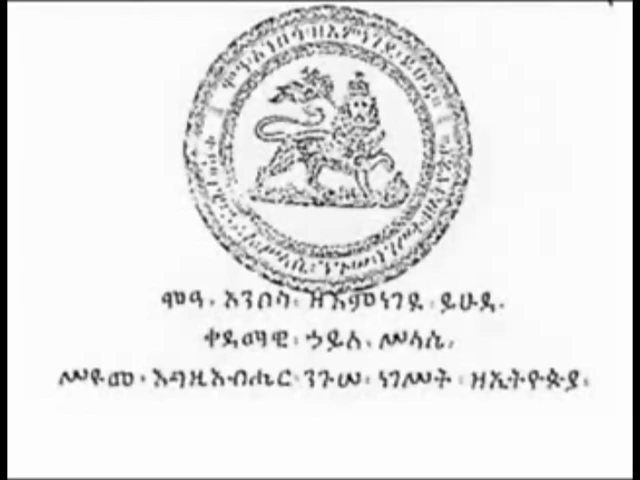 ሞዓ፡ አንበሳ፡ ዘእምነገደ፡ ይሁዳ።
ቀዳማዊ፡ ኃይለ፡ ሥላሴ፡
ሥዩመ፡ እግዚአብሔር፡ ንጉሠ፡ ነገሥት፡ ዘኢትዮጵያ፡